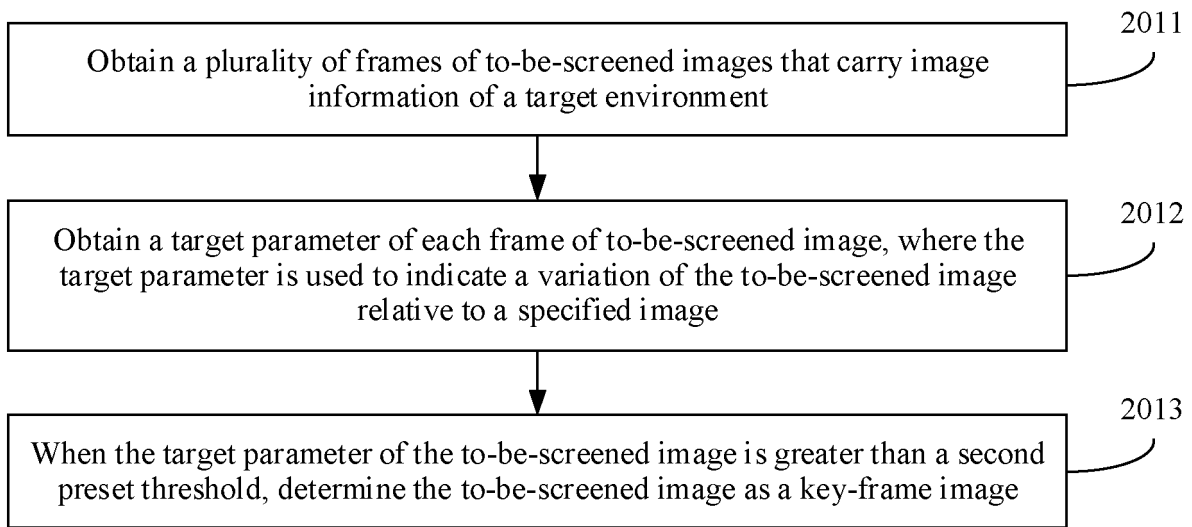 2011
Obtain a plurality of frames of to-be-screened images that carry image
information of a target environment
2012
Obtain a target parameter of each frame of to-be-screened image, where the
target parameter is used to indicate a variation of the to-be-screened image
relative to a specified image
2013
When the target parameter of the to-be-screened image is greater than a second
preset threshold, determine the to-be-screened image as a key-frame image